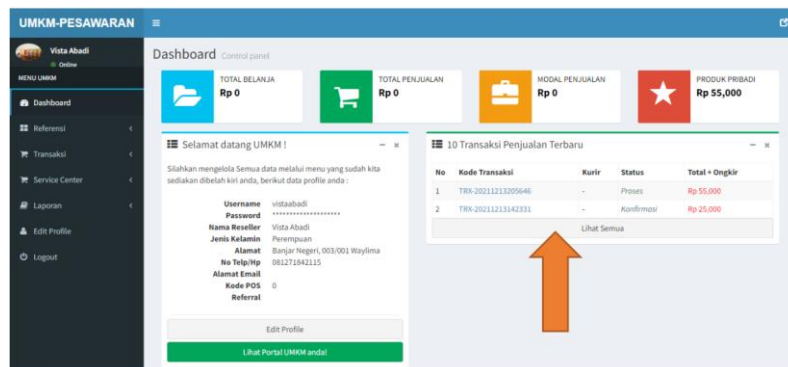 UMKM-PESAWARAN
Vista Abadi
Online
MENU UMKM
Dashboard
Referensi
Transaksi
Service Center
Laporan
Edit Profile
Logout
Dashboard Control panel
TOTAL BELANJA
Rp 0
TOTAL PENJUALAN
Rp 0
MODAL PENJUALAN
Rp 0
PRODUK PRIBADI
Rp 55,000
Selamat datang UMKM !
Silahkan mengelola Semua data melalui menu yang sudah kita
sediakan dibelah kiri anda, berikut data profile anda :
Username vistaabadi
Password ********************
Nama Reseller Vista Abadi
Jenis Kelamin Perempuan
Alamat Banjar Negeri, 003/001 Waylima
No Telp/Hp 081271842115
Alamat Email
Kode POS 0
Referral
Edit Profile
Lihat Portal UMKM anda!
10 Transaksi Penjualan Terbaru
No Kode Transaksi Kurir Status Total + Ongkir
1 TRX-20211213205646 - Proses Rp 55,000
2 TRX-20211213142331 - Konfirmasi Rp 25,000
Lihat Semua